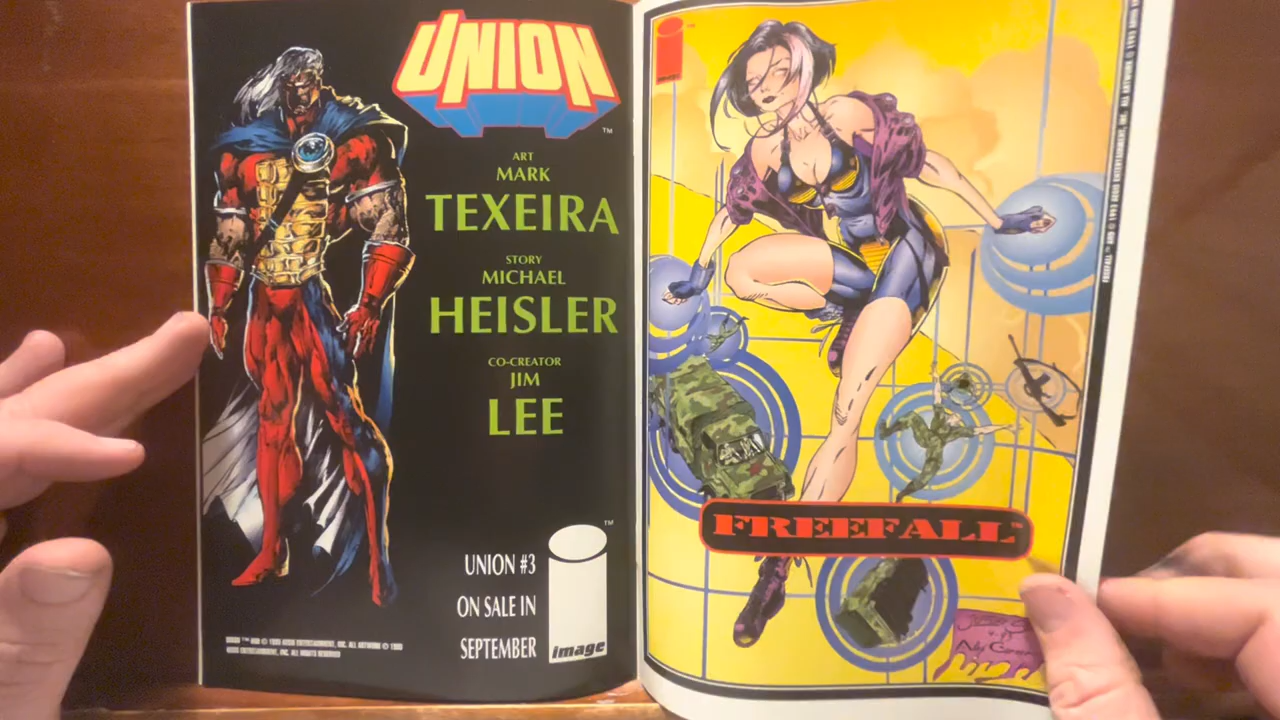 UNION
TM
ART
MARK
TEXEIRA
STORY
MICHAEL
HEISLER
CO-CREATOR
JIM
LEE
UNION #3
ON SALE IN
SEPTEMBER
TM
image
FREEFALL